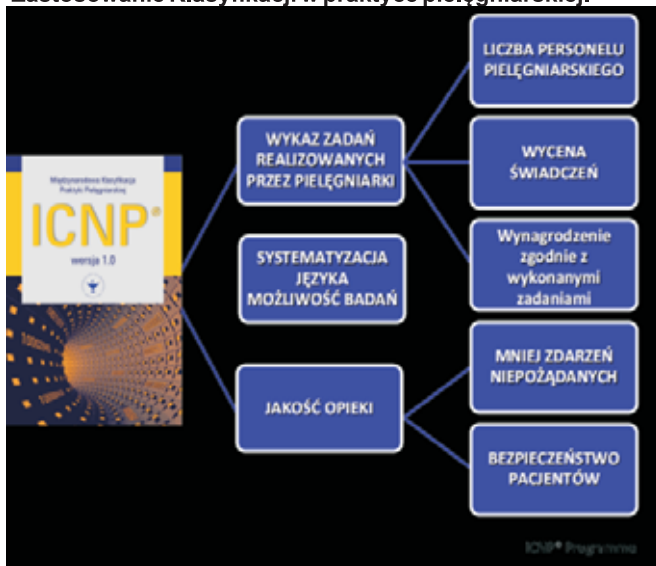 Zastosowanie Klasyfikacji w praktyce pielęgniarskiej.
Międzynarodowa Klasyfikacja
Praktyki Pielęgniarskiej
ICNP®
wersja 1.0
WYKAZ ZADAŃ
REALIZOWANYCH
PRZEZ PIELĘGNIARKI
SYSTEMATYZACJA
JĘZYKA
MOŻLIWOŚĆ BADAŃ
JAKOŚĆ OPIEKI
LICZBA PERSONELU
PIELĘGNIARSKIEGO
WYCENA
ŚWIADCZEŃ
Wynagrodzenie
zgodnie z
wykonanymi
zadaniami
MNIEJ ZDARZEŃ
NIEPOŻĄDANYCH
BEZPIECZEŃSTWO
PACJENTÓW
ICNP® Programme